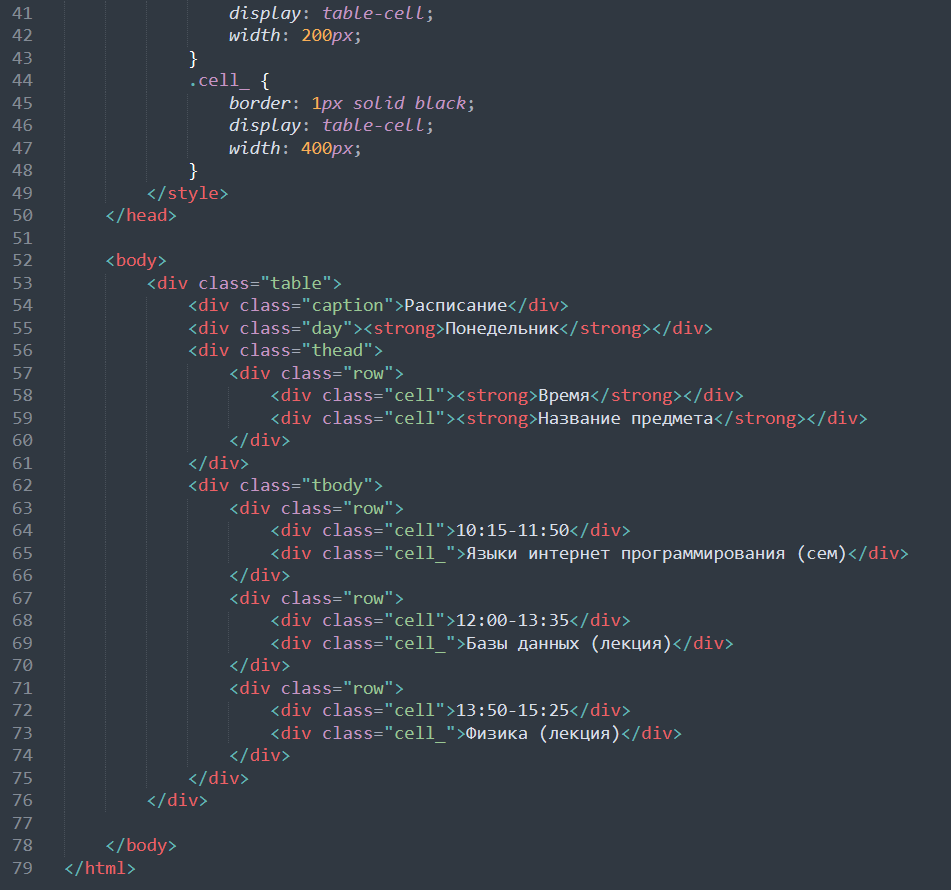 41 display: table-cell;
42 width: 200px;
43 }
44 .cell_ {
45 border: 1px solid black;
46 display: table-cell;
47 width: 400px;
48 }
49 </style>
50 </head>
51
52 <body>
53 <div class="table">
54 <div class="caption">Расписание</div>
55 <div class="day"><strong>Понедельник</strong></div>
56 <div class="thead">
57 <div class="row">
58 <div class="cell"><strong>Время</strong></div>
59 <div class="cell"><strong>Название предмета</strong></div>
60 </div>
61 </div>
62 <div class="tbody">
63 <div class="row">
64 <div class="cell">10:15-11:50</div>
65 <div class="cell_">Языки интернет программирования (сем)</div>
66 </div>
67 <div class="row">
68 <div class="cell">12:00-13:35</div>
69 <div class="cell_">Базы данных (лекция)</div>
70 </div>
71 <div class="row">
72 <div class="cell">13:50-15:25</div>
73 <div class="cell_">Физика (лекция)</div>
74 </div>
75 </div>
76 </div>
77
78 </body>
79 </html>